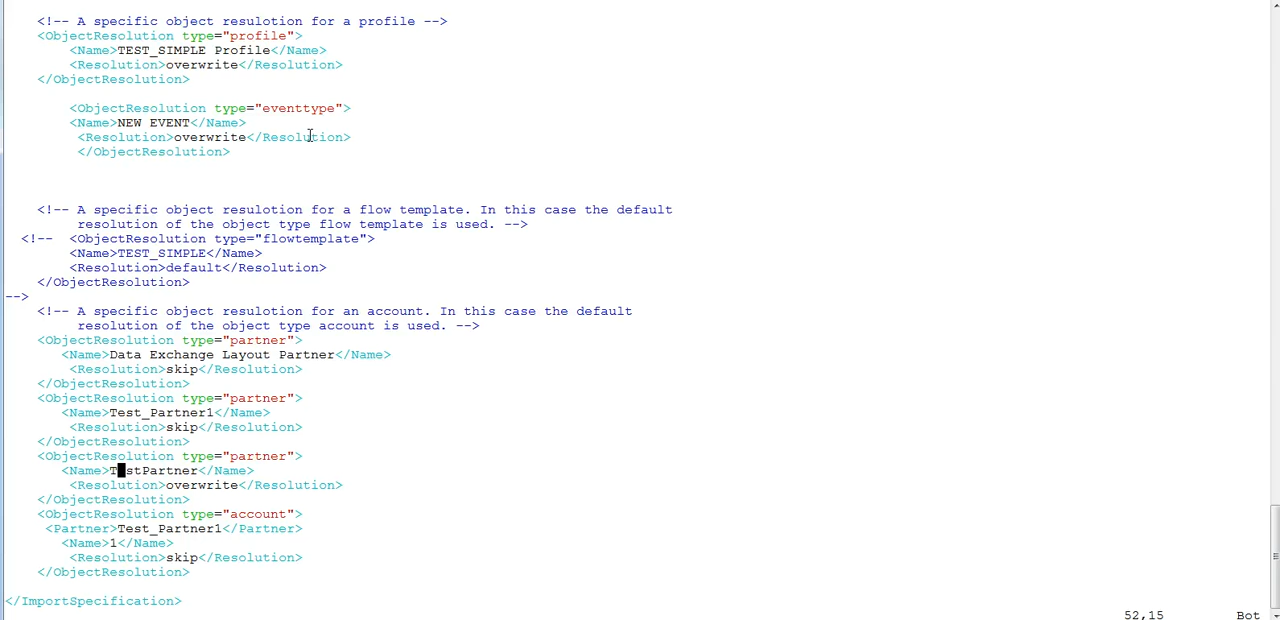 <!-- A specific object resulotion for a profile -->
<ObjectResolution type="profile">
<Name>TEST_SIMPLE Profile</Name>
<Resolution>overwrite</Resolution>
</ObjectResolution>
<ObjectResolution type="eventtype">
<Name>NEW EVENT</Name>
<Resolution>overwrite</Resolution>
</ObjectResolution>
<!-- A specific object resulotion for a flow template. In this case the default
resolution of the object type flow template is used. -->
<!-- <ObjectResolution type="flowtemplate">
<Name>TEST_SIMPLE</Name>
<Resolution>default</Resolution>
</ObjectResolution>
-->
<!-- A specific object resulotion for an account. In this case the default
resolution of the object type account is used. -->
<ObjectResolution type="partner">
<Name>Data Exchange Layout Partner</Name>
<Resolution>skip</Resolution>
</ObjectResolution>
<ObjectResolution type="partner">
<Name>Test_Partner1</Name>
<Resolution>skip</Resolution>
</ObjectResolution>
<ObjectResolution type="partner">
<Name>TestPartner</Name>
<Resolution>overwrite</Resolution>
</ObjectResolution>
<ObjectResolution type="account">
<Partner>Test_Partner1</Partner>
<Name>1</Name>
<Resolution>skip</Resolution>
</ObjectResolution>
</ImportSpecification>
52,15 Bot